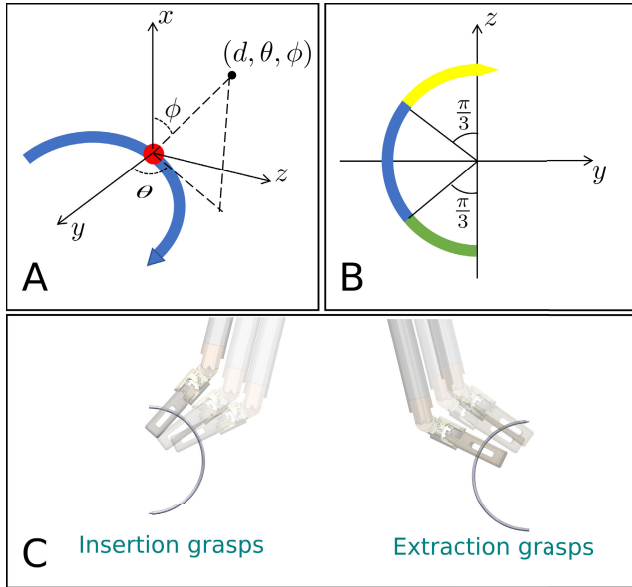 x
(d, θ, ϕ)
ϕ
z
θ
y
A
z
π/3
y
π/3
B
C
Insertion grasps
Extraction grasps